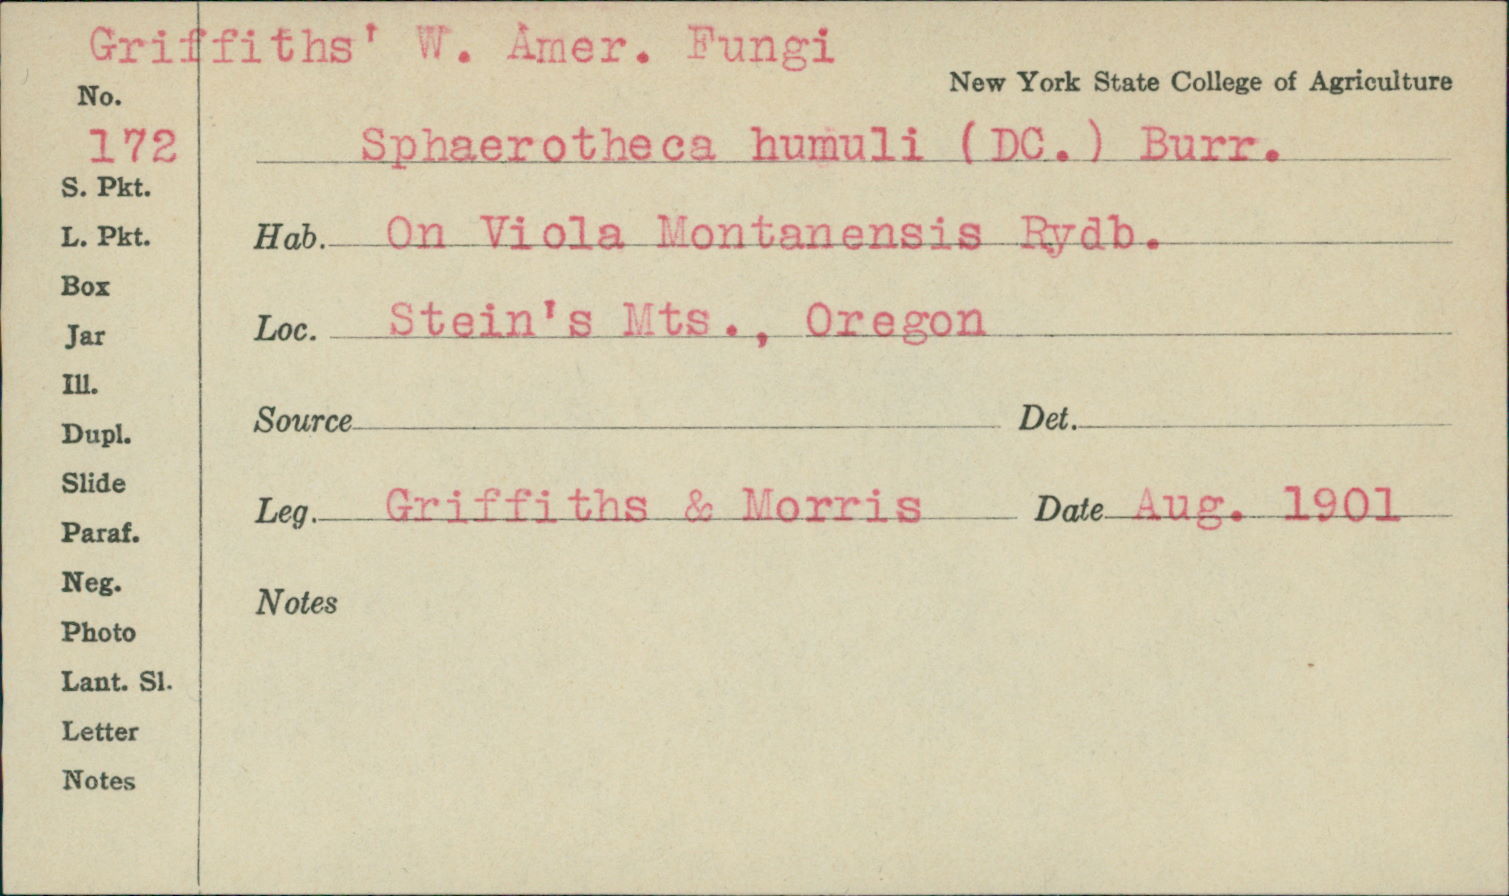 Griffiths' W. Amer. Fungi
New York State College of Agriculture
No.
172
Sphaerotheca humuli (DC.) Burr.
S. Pkt.
L. Pkt.
Hab. On Viola Montanensis Rydb.
Box
Jar
Loc. Stein's Mts., Oregon
Ill.
Dupl.
Source Det.
Slide
Leg. Griffiths & Morris Date Aug. 1901
Paraf.
Neg.
Notes
Photo
Lant. Sl.
Letter
Notes